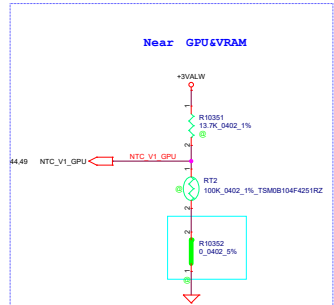 Near GPU&VRAM
+3VALW
1
R10351
13.7K_0402_1%
@
2
44,49 NTC_V1_GPU NTC_V1_GPU
1
RT2
@ 100K_0402_1%_TSM0B104F4251RZ
2
2
R10352
0_0402_5%
1
@